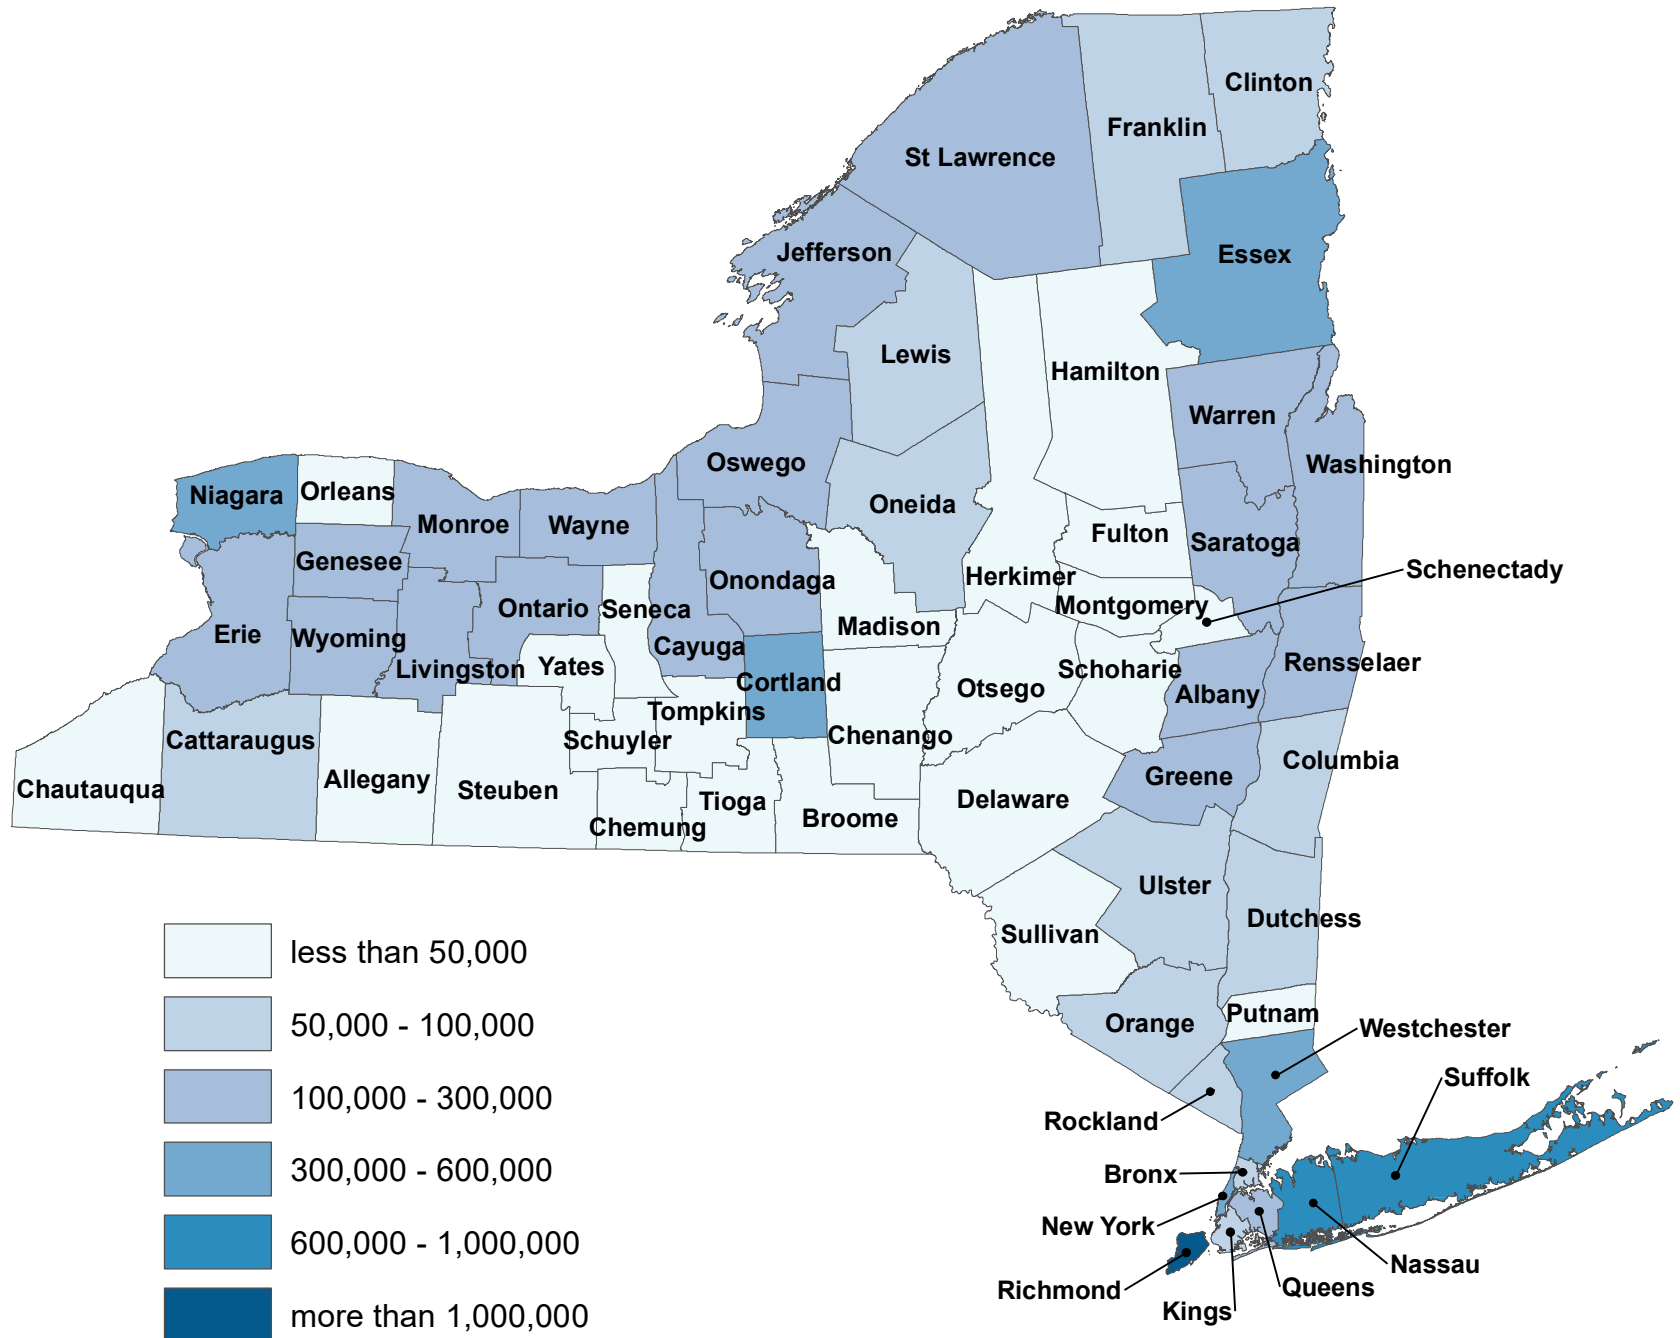 Clinton
Franklin
St Lawrence
Jefferson
Essex
Lewis
Hamilton
Warren
Oswego
Washington
Niagara
Orleans
Oneida
Monroe
Wayne
Fulton
Saratoga
Genesee
Schenectady
Onondaga
Herkimer
Ontario
Seneca
Montgomery
Erie
Wyoming
Madison
Cayuga
Livingston
Yates
Schoharie
Rensselaer
Cortland
Otsego
Albany
Tompkins
Cattaraugus
Schuyler
Chenango
Columbia
Chautauqua
Allegany
Steuben
Greene
Tioga
Delaware
Chemung
Broome
Ulster
Dutchess
Sullivan
less than 50,000
Putnam
Orange
50,000 - 100,000
Westchester
Suffolk
100,000 - 300,000
Rockland
300,000 - 600,000
Bronx
New York
600,000 - 1,000,000
Nassau
Richmond
Queens
Kings
more than 1,000,000